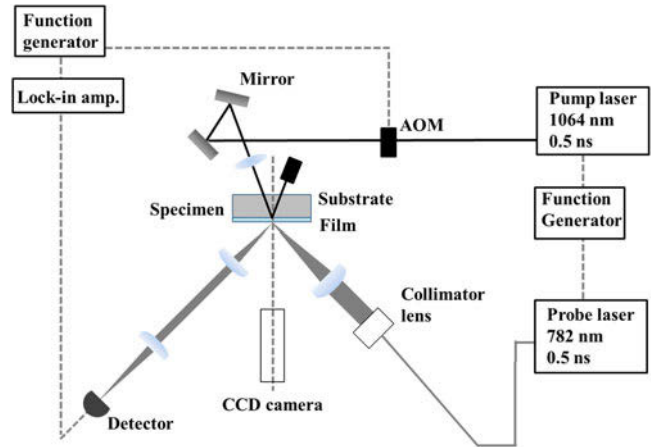 Function
generator
Lock-in amp.
Mirror
AOM
Pump laser
1064 nm
0.5 ns
Specimen
Substrate
Film
Function
Generator
Collimator
lens
Probe laser
782 nm
0.5 ns
CCD camera
Detector